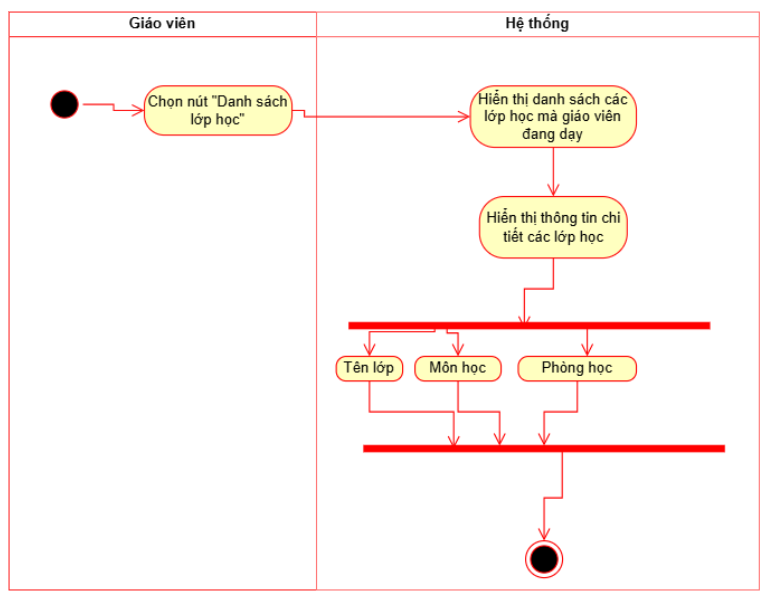 Giáo viên
Hệ thống
Chọn nút "Danh sách
lớp học"
Hiển thị danh sách các
lớp học mà giáo viên
đang dạy
Hiển thị thông tin chi
tiết các lớp học
Tên lớp
Môn học
Phòng học